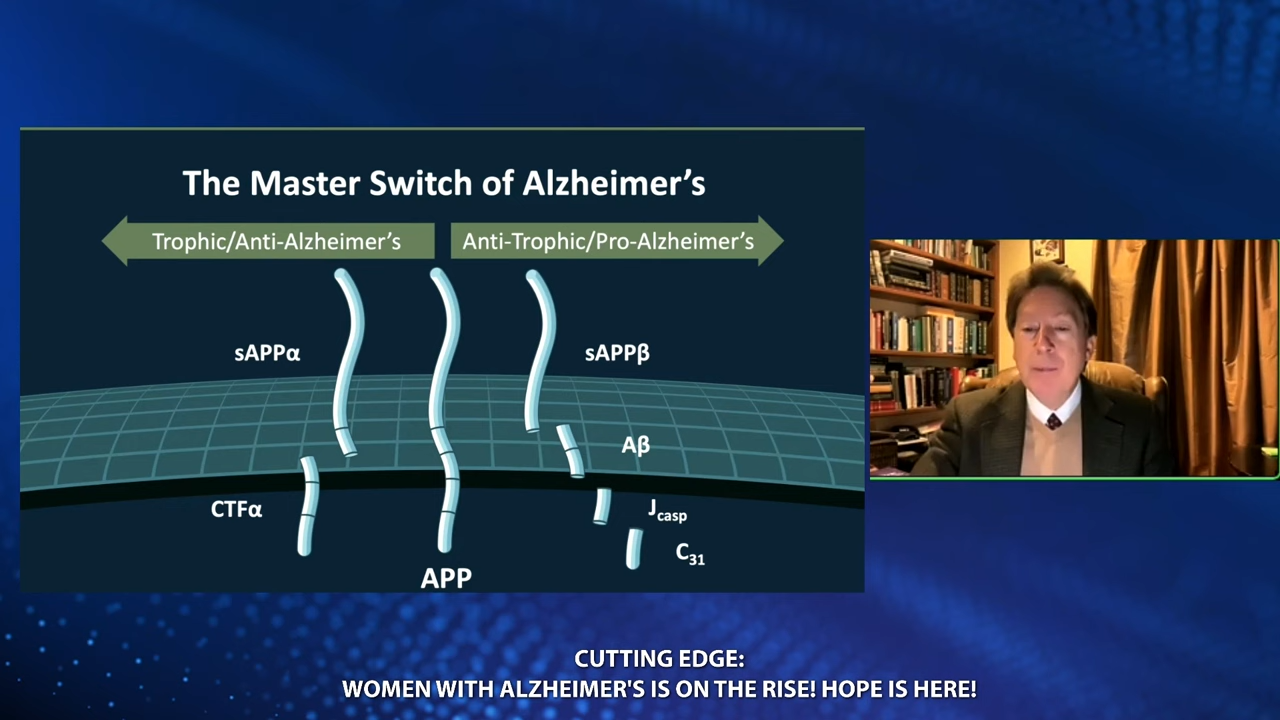 The Master Switch of Alzheimer's
Trophic/Anti-Alzheimer's
Anti-Trophic/Pro-Alzheimer's
sAPPα
sAPPβ
Aβ
CTFα
Jcasp
C31
APP
CUTTING EDGE:
WOMEN WITH ALZHEIMER'S IS ON THE RISE! HOPE IS HERE!